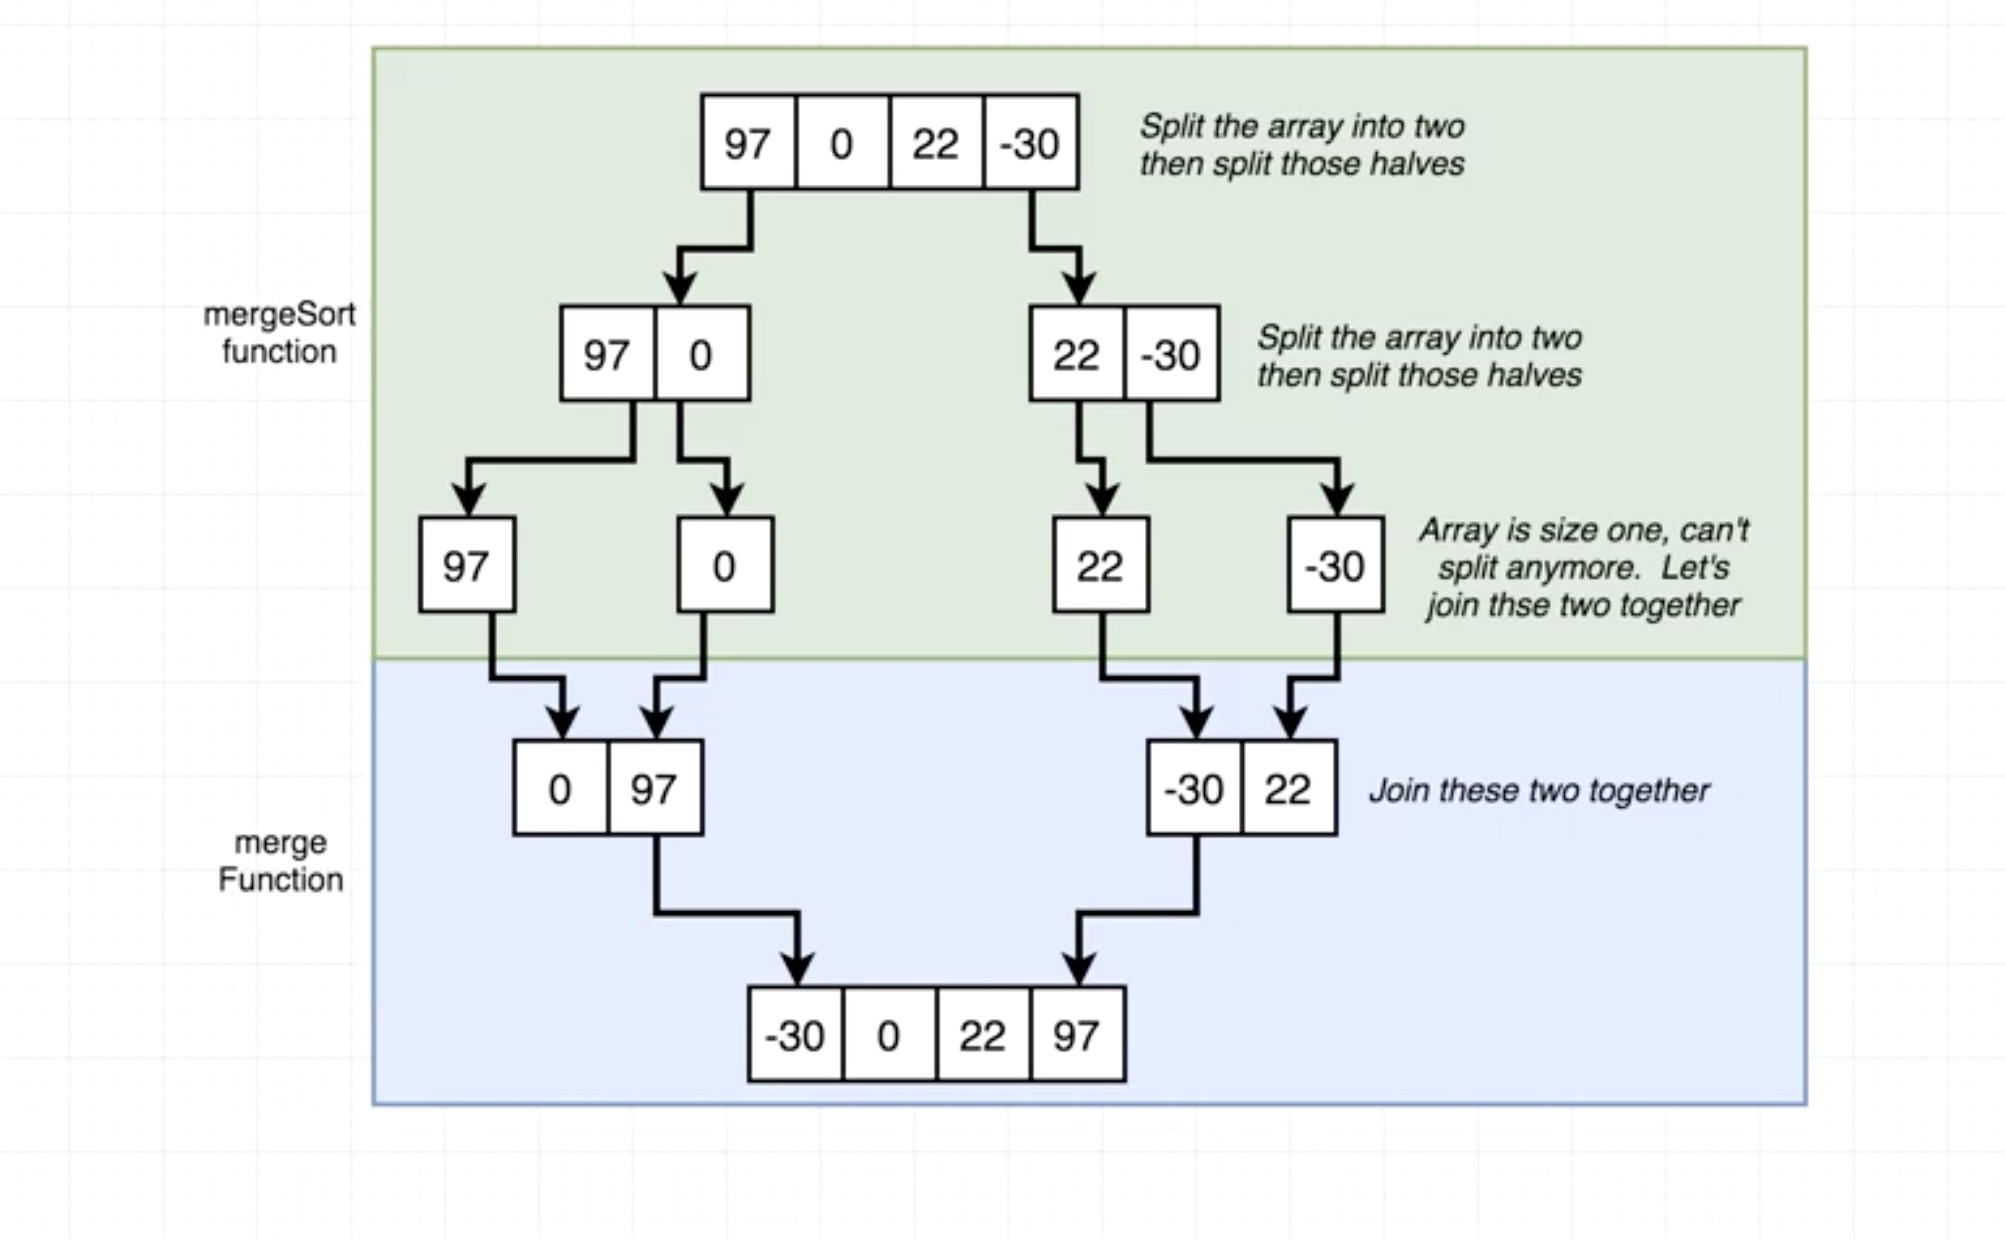 97 0 22 -30
Split the array into two
then split those halves
mergeSort
function
97 0
22 -30
Split the array into two
then split those halves
97
0
22
-30
Array is size one, can't
split anymore. Let's
join thse two together
0 97
-30 22
Join these two together
merge
Function
-30 0 22 97